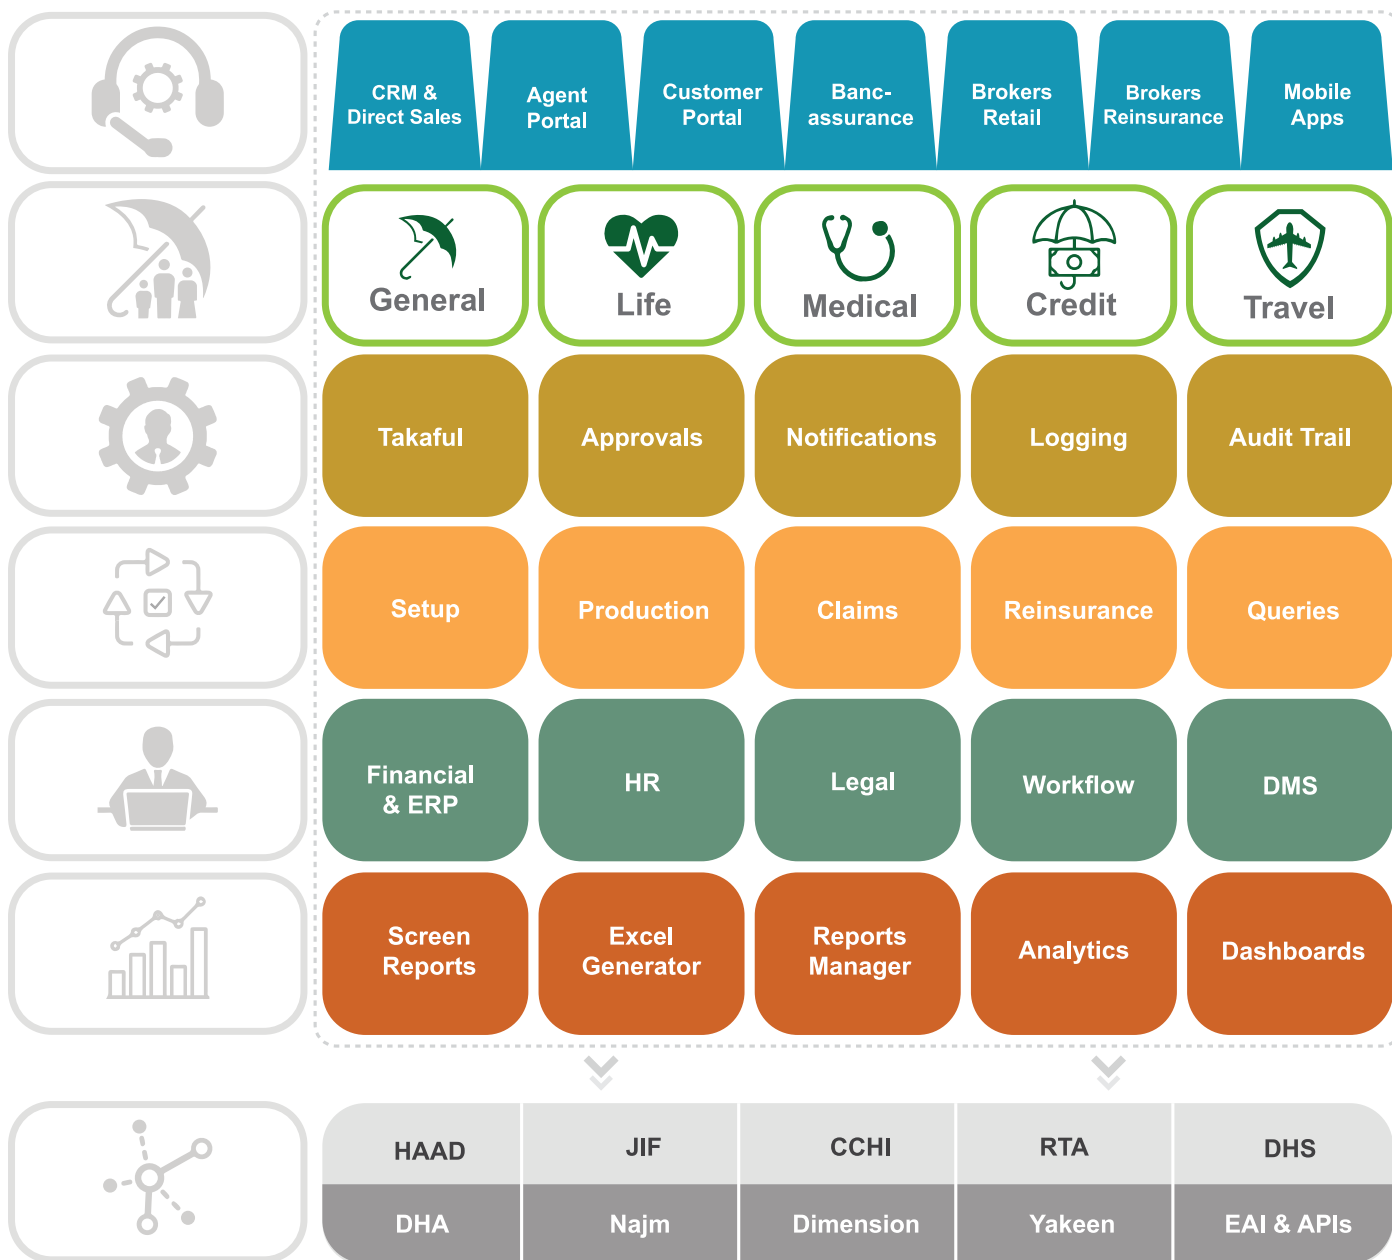 CRM &
Direct Sales
Agent
Portal
Customer
Portal
Banc-
assurance
Brokers
Retail
Brokers
Reinsurance
Mobile
Apps
General
Life
Medical
Credit
Travel
Takaful
Approvals
Notifications
Logging
Audit Trail
Setup
Production
Claims
Reinsurance
Queries
Financial
& ERP
HR
Legal
Workflow
DMS
Screen
Reports
Excel
Generator
Reports
Manager
Analytics
Dashboards
HAAD
JIF
CCHI
RTA
DHS
DHA
Najm
Dimension
Yakeen
EAI & APIs